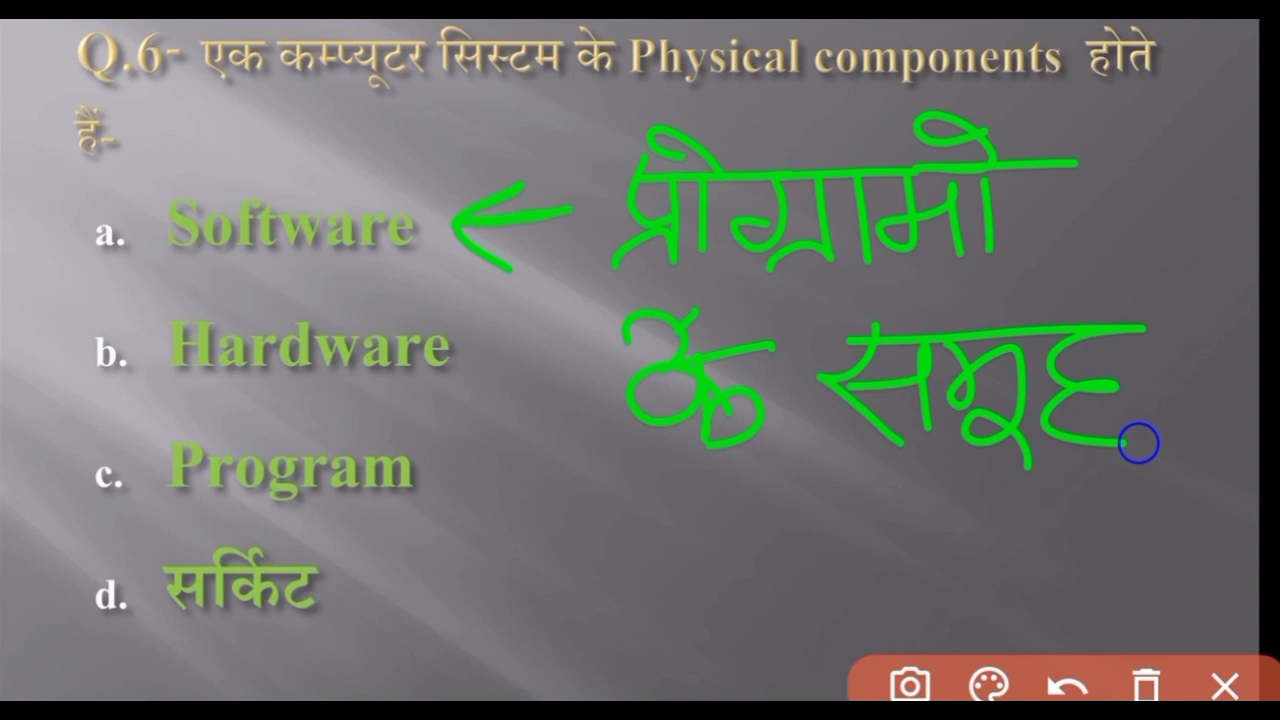 Q.6- एक कम्प्यूटर सिस्टम के Physical components होते
हैं-
a. Software
b. Hardware
c. Program
d. सर्किट
प्रोग्रामो
के समूह